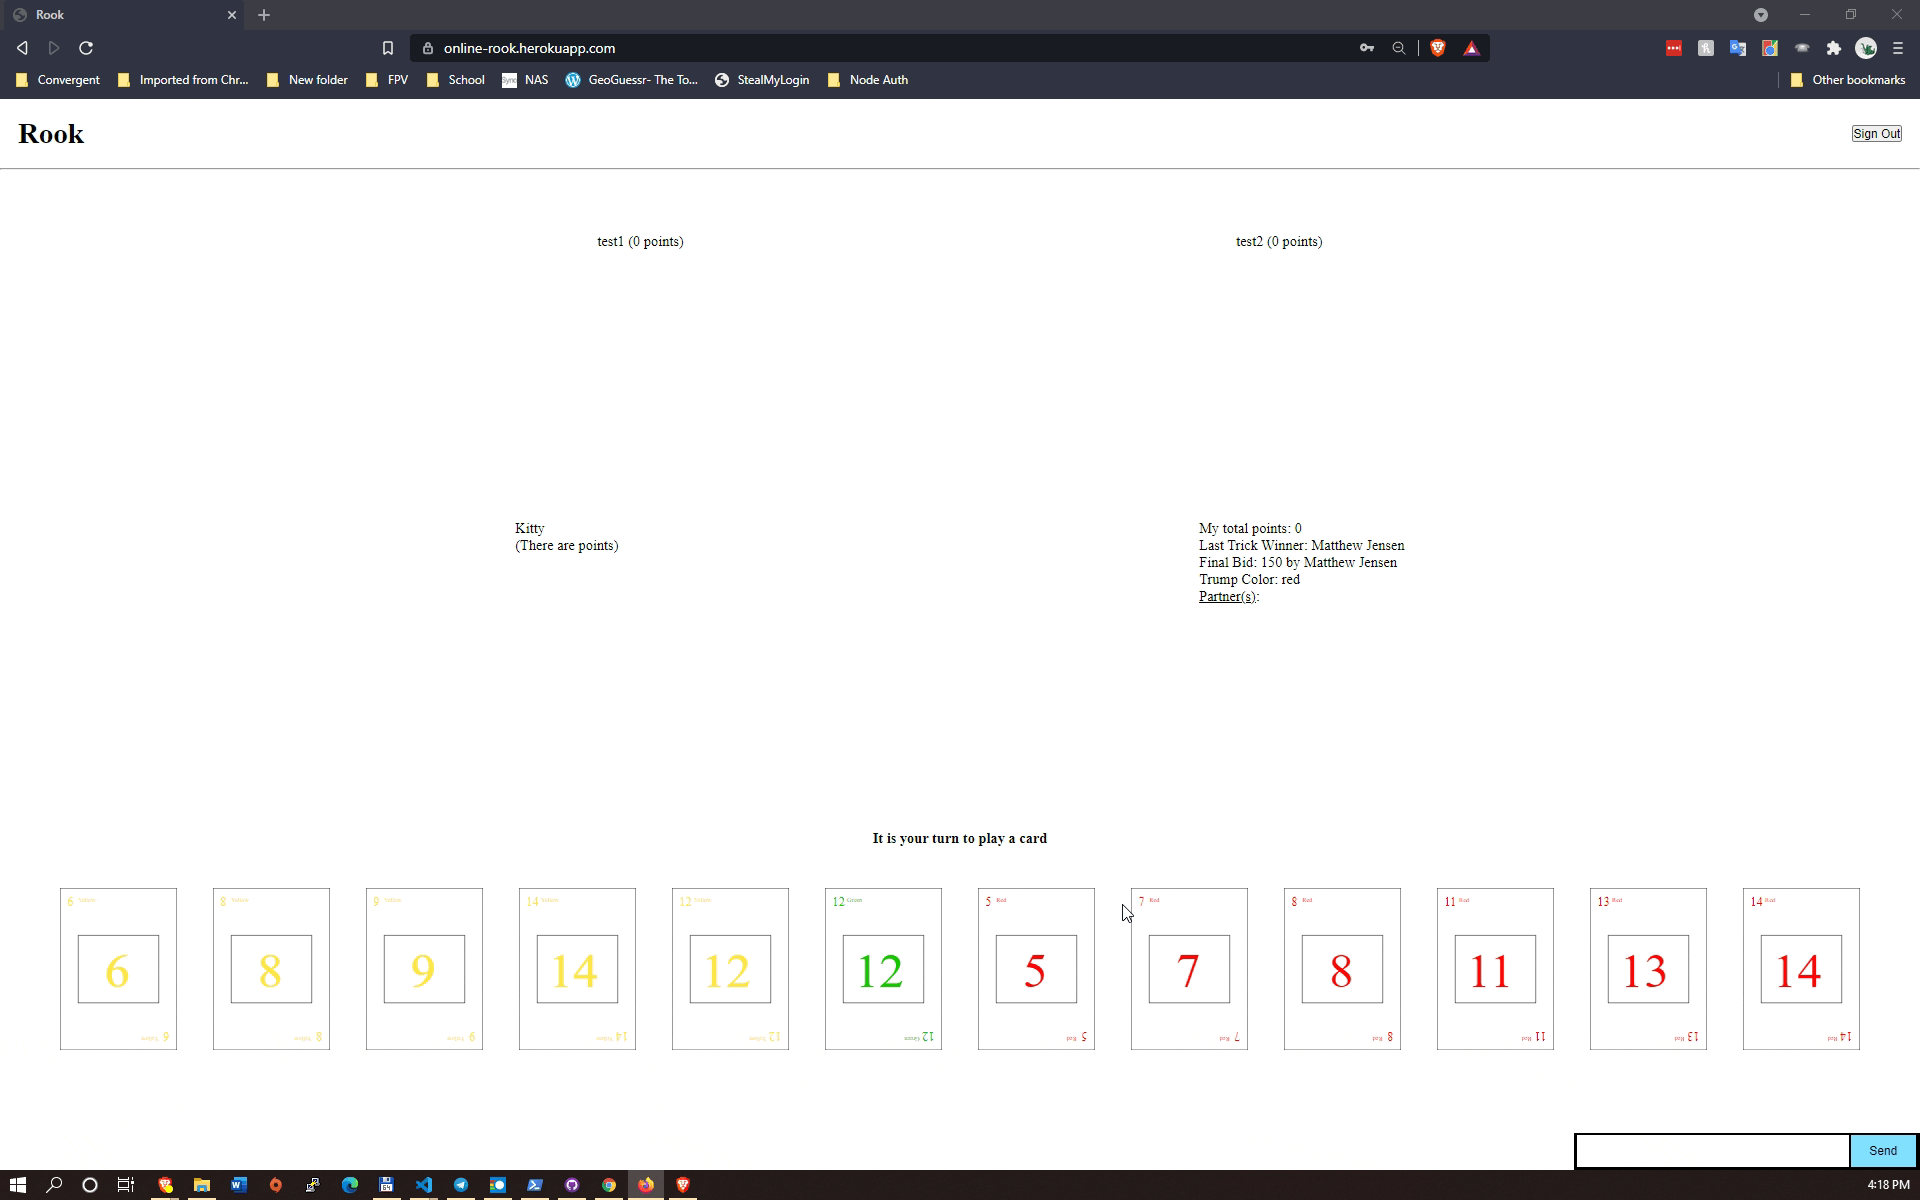 Rook
online-rook.herokuapp.com
Convergent
Imported from Chr...
New folder
FPV
School
NAS
GeoGuessr- The To...
StealMyLogin
Node Auth
Other bookmarks
Rook
Sign Out
test1 (0 points)
test2 (0 points)
Kitty
(There are points)
My total points: 0
Last Trick Winner: Matthew Jensen
Final Bid: 150 by Matthew Jensen
Trump Color: red
Partner(s):
It is your turn to play a card
6 Yellow
8 Yellow
9 Yellow
14 Yellow
12 Yellow
12 Green
5 Red
7 Red
8 Red
11 Red
13 Red
14 Red
6
8
9
14
12
12
5
7
8
11
13
14
6 Yellow
8 Yellow
9 Yellow
14 Yellow
12 Yellow
12 Green
5 Red
7 Red
8 Red
11 Red
13 Red
14 Red
Send
4:18 PM